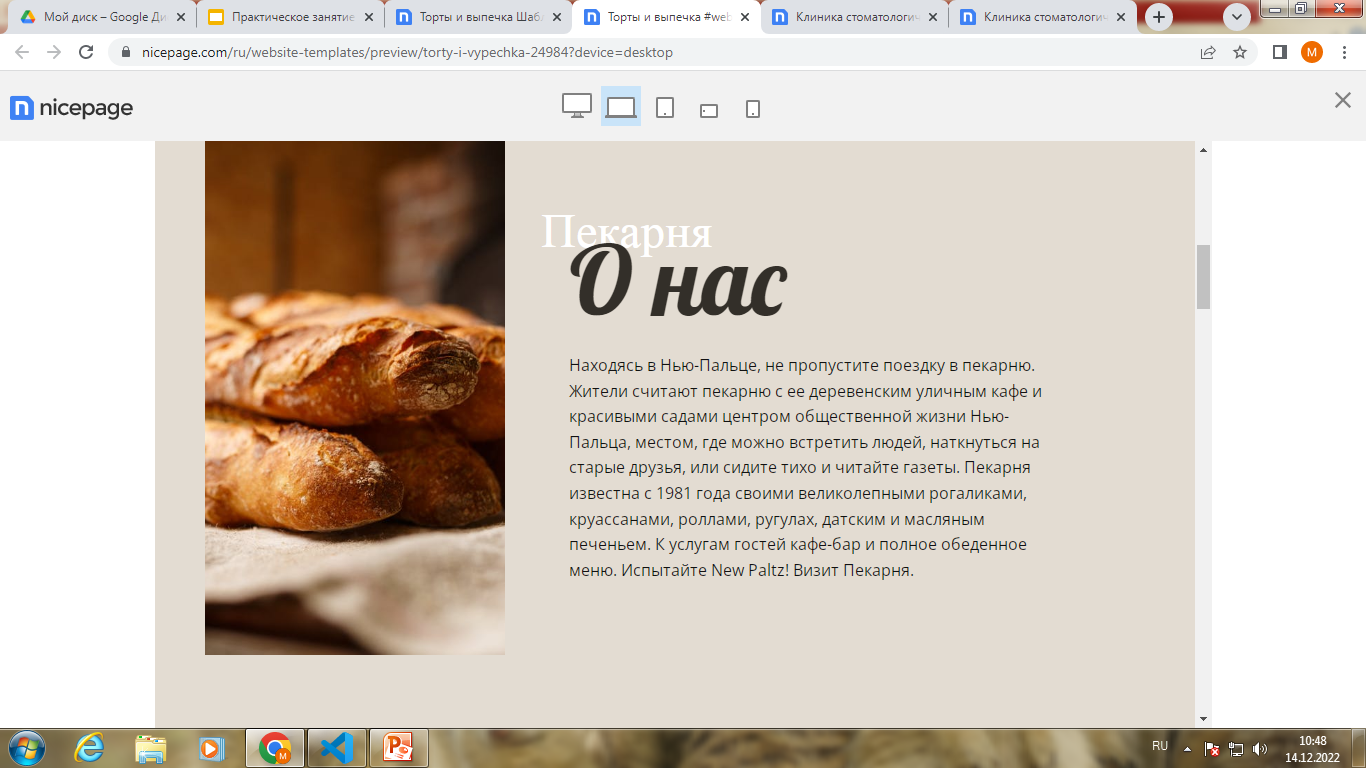 Мой диск – Google Ди
Практическое занятие
Торты и выпечка Шаб
Торты и выпечка #web
Клиника стоматологич
Клиника стоматологич
nicepage.com/ru/website-templates/preview/torty-i-vypechka-24984?device=desktop
M
nicepage
Пекарня
О нас
Находясь в Нью-Пальце, не пропустите поездку в пекарню.
Жители считают пекарню с ее деревенским уличным кафе и
красивыми садами центром общественной жизни Нью-
Пальца, местом, где можно встретить людей, наткнуться на
старые друзья, или сидите тихо и читайте газеты. Пекарня
известна с 1981 года своими великолепными рогаликами,
круассанами, роллами, ругулах, датским и масляным
печеньем. К услугам гостей кафе-бар и полное обеденное
меню. Испытайте New Paltz! Визит Пекарня.
RU
10:48
14.12.2022